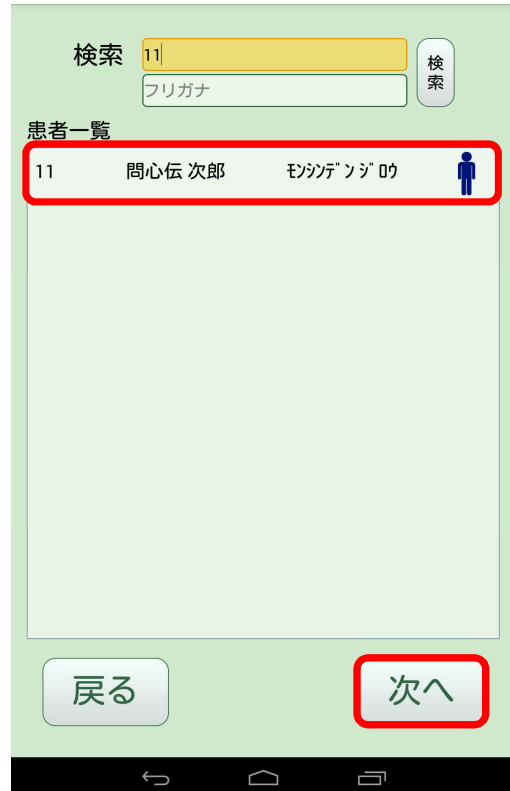 検索 11
フリガナ
検索
患者一覧
11 問心伝 次郎 ﾓﾝｼﾝﾃﾞﾝ ｼﾞﾛｳ
戻る 次へ